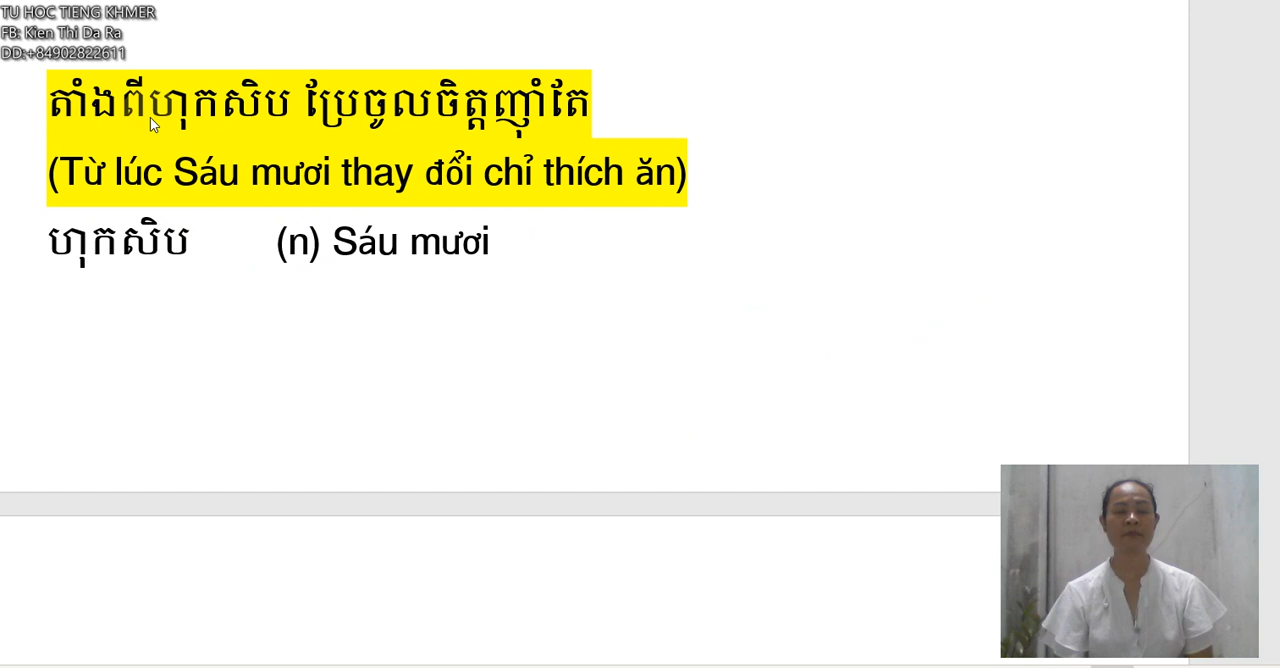 TU HOC TIENG KHMER
FB: Kien Thi Da Ra
DD:+84902822611
តាំងពីហុកសិប ប្រែចូលចិត្តញ៉ាំតែ
(Từ lúc Sáu mươi thay đổi chỉ thích ăn)
ហុកសិប (n) Sáu mươi